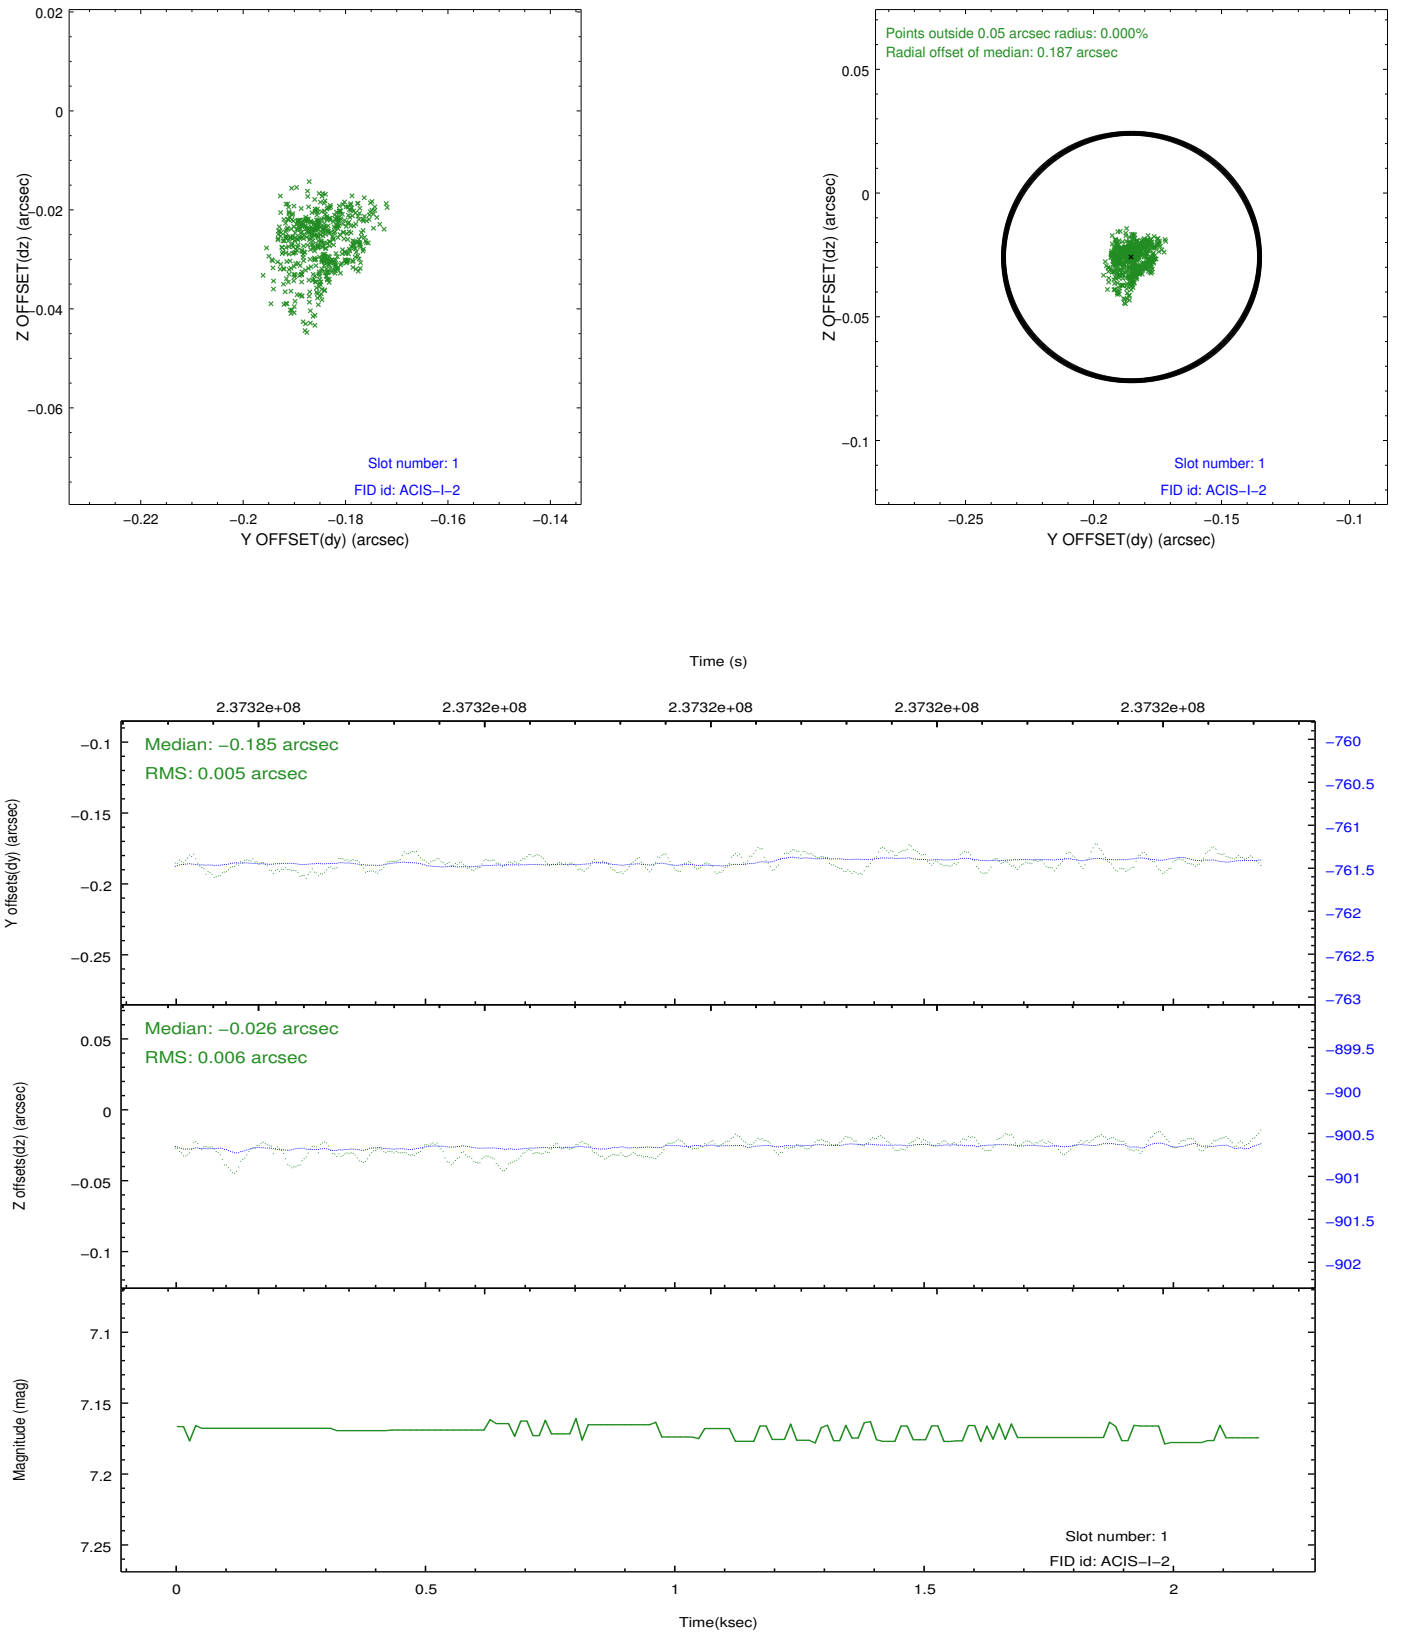 0.02
0
−0.02
−0.04
−0.06
Z OFFSET(dz) (arcsec)
Slot number: 1
FID id: ACIS−I−2
−0.22
−0.2
−0.18
−0.16
−0.14
Y OFFSET(dy) (arcsec)
Points outside 0.05 arcsec radius: 0.000%
Radial offset of median: 0.187 arcsec
0.05
0
−0.05
−0.1
Z OFFSET(dz) (arcsec)
Slot number: 1
FID id: ACIS−I−2
−0.25
−0.2
−0.15
−0.1
Y OFFSET(dy) (arcsec)
Time (s)
2.3732e+08
2.3732e+08
2.3732e+08
2.3732e+08
2.3732e+08
Median: −0.185 arcsec
RMS: 0.005 arcsec
−0.1
−0.15
−0.2
−0.25
Y offsets(dy) (arcsec)
−760
−760.5
−761
−761.5
−762
−762.5
−763
Median: −0.026 arcsec
RMS: 0.006 arcsec
0.05
0
−0.05
−0.1
Z offsets(dz) (arcsec)
−899.5
−900
−900.5
−901
−901.5
−902
7.1
7.15
7.2
7.25
Magnitude (mag)
Slot number: 1
FID id: ACIS−I−2
0
0.5
1
1.5
2
Time(ksec)